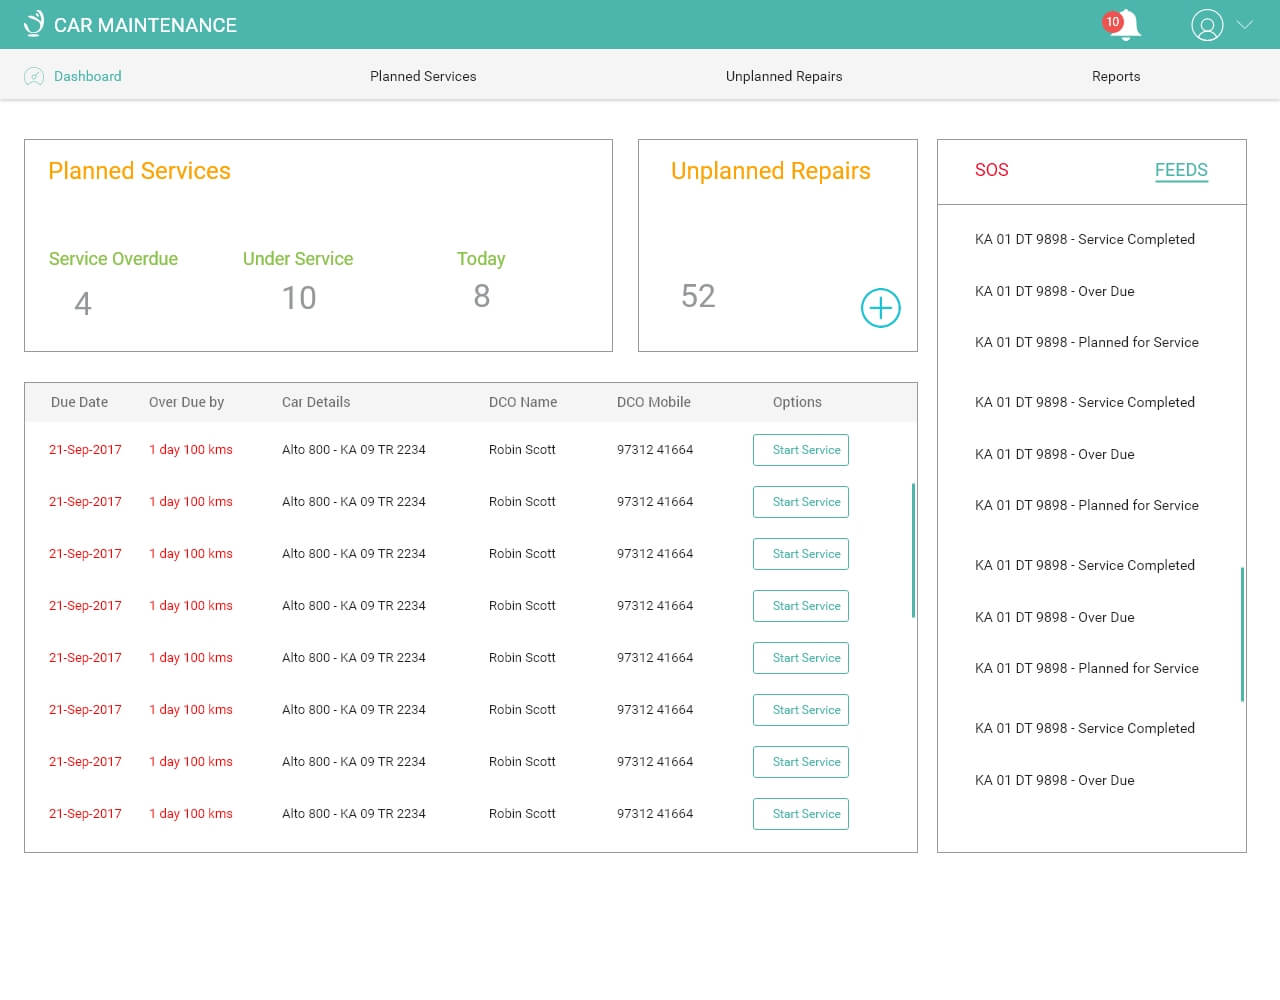 CAR MAINTENANCE
10
Dashboard
Planned Services
Unplanned Repairs
Reports
Planned Services
Service Overdue
Under Service
Today
4
10
8
Unplanned Repairs
52
SOS
FEEDS
KA 01 DT 9898 - Service Completed
KA 01 DT 9898 - Over Due
KA 01 DT 9898 - Planned for Service
KA 01 DT 9898 - Service Completed
KA 01 DT 9898 - Over Due
KA 01 DT 9898 - Planned for Service
KA 01 DT 9898 - Service Completed
KA 01 DT 9898 - Over Due
KA 01 DT 9898 - Planned for Service
KA 01 DT 9898 - Service Completed
KA 01 DT 9898 - Over Due
Due Date Over Due by Car Details DCO Name DCO Mobile Options
21-Sep-2017 1 day 100 kms Alto 800 - KA 09 TR 2234 Robin Scott 97312 41664 Start Service
21-Sep-2017 1 day 100 kms Alto 800 - KA 09 TR 2234 Robin Scott 97312 41664 Start Service
21-Sep-2017 1 day 100 kms Alto 800 - KA 09 TR 2234 Robin Scott 97312 41664 Start Service
21-Sep-2017 1 day 100 kms Alto 800 - KA 09 TR 2234 Robin Scott 97312 41664 Start Service
21-Sep-2017 1 day 100 kms Alto 800 - KA 09 TR 2234 Robin Scott 97312 41664 Start Service
21-Sep-2017 1 day 100 kms Alto 800 - KA 09 TR 2234 Robin Scott 97312 41664 Start Service
21-Sep-2017 1 day 100 kms Alto 800 - KA 09 TR 2234 Robin Scott 97312 41664 Start Service
21-Sep-2017 1 day 100 kms Alto 800 - KA 09 TR 2234 Robin Scott 97312 41664 Start Service